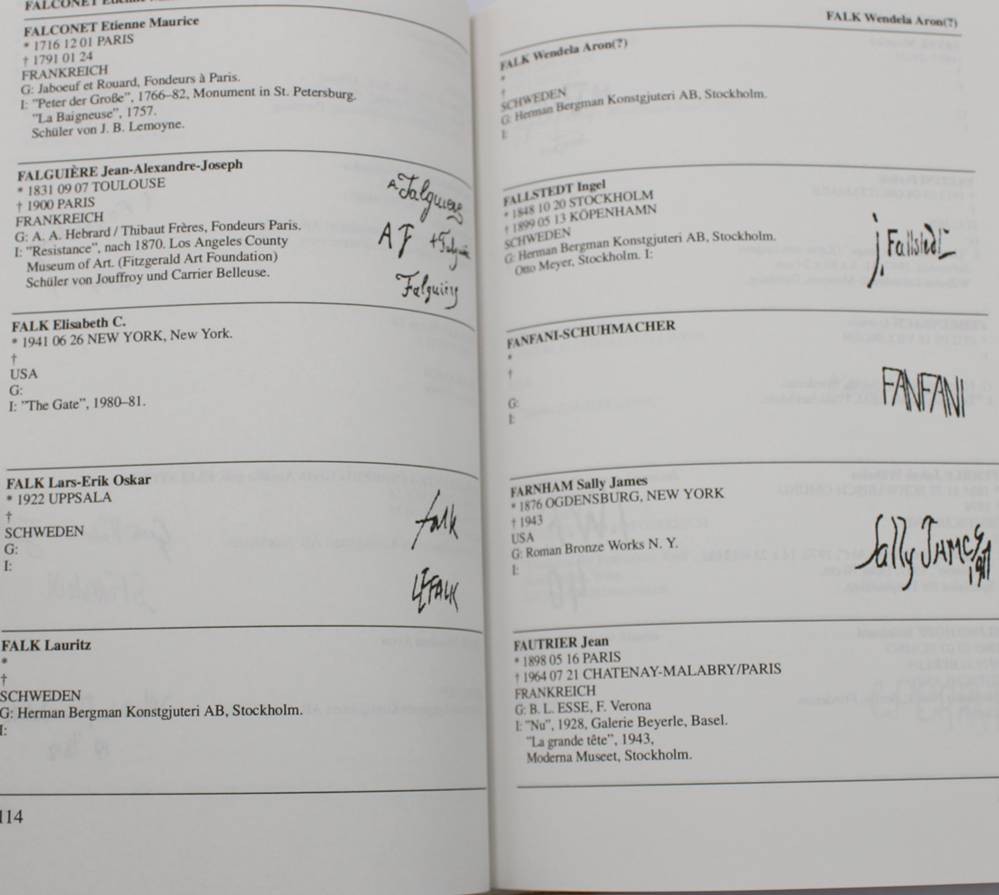 FALCONET Etienne Maurice
* 1716 12 01 PARIS
† 1791 01 24
FRANKREICH
G: Jaboeuf et Rouard, Fondeurs à Paris.
I: "Peter der Große", 1766–82, Monument in St. Petersburg.
"La Baigneuse", 1757.
Schüler von J. B. Lemoyne.
FALGUIÈRE Jean-Alexandre-Joseph
* 1831 09 07 TOULOUSE
† 1900 PARIS
FRANKREICH
G: A. A. Hebrard / Thibaut Frères, Fondeurs Paris.
I: "Resistance", nach 1870. Los Angeles County
Museum of Art. (Fitzgerald Art Foundation)
Schüler von Jouffroy und Carrier Belleuse.
A Falguière
AF
Falguière
FALK Elisabeth C.
* 1941 06 26 NEW YORK, New York.
†
USA
G:
I: "The Gate", 1980–81.
FALK Lars-Erik Oskar
* 1922 UPPSALA
†
SCHWEDEN
G:
I:
falk
LEFALK
FALK Lauritz
*
†
SCHWEDEN
G: Herman Bergman Konstgjuteri AB, Stockholm.
I:
114
FALK Wendela Aron(?)
FALK Wendela Aron(?)
*
†
SCHWEDEN
G: Herman Bergman Konstgjuteri AB, Stockholm.
I:
FALLSTEDT Ingel
* 1848 10 20 STOCKHOLM
† 1899 05 13 KÖPENHAMN
SCHWEDEN
G: Herman Bergman Konstgjuteri AB, Stockholm.
Otto Meyer, Stockholm. I:
j. Fallstedt
FANFANI-SCHUHMACHER
*
†
G:
I:
FANFANI
FARNHAM Sally James
* 1876 OGDENSBURG, NEW YORK
† 1943
USA
G: Roman Bronze Works N. Y.
I:
Sally JAMES
FAUTRIER Jean
* 1898 05 16 PARIS
† 1964 07 21 CHATENAY-MALABRY/PARIS
FRANKREICH
G: B. L. ESSE, F. Verona
I: "Nu", 1928, Galerie Beyerle, Basel.
"La grande tête", 1943,
Moderna Museet, Stockholm.